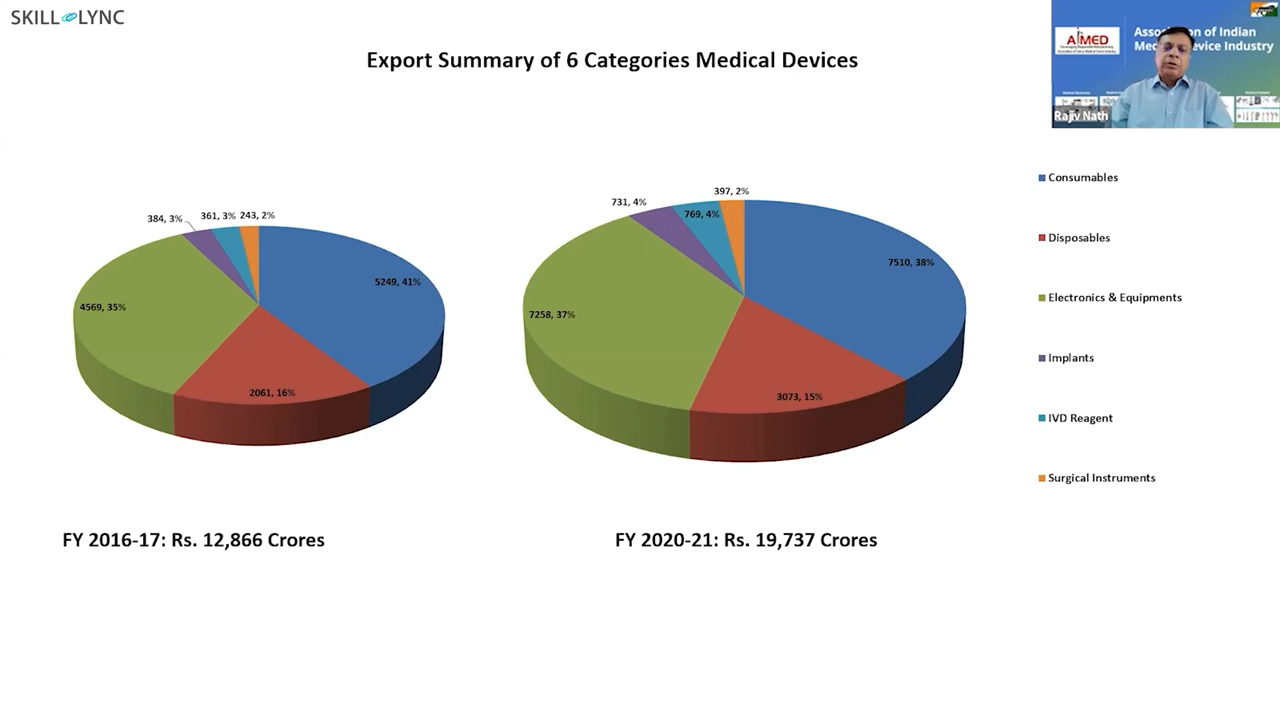 SKILL LYNC
Export Summary of 6 Categories Medical Devices
AiMED
Association of Indian
Medical Device Industry
Rajiv Nath
384, 3%
361, 3%
243, 2%
5249, 41%
4569, 35%
2061, 16%
397, 2%
731, 4%
769, 4%
7510, 38%
7258, 37%
3073, 15%
Consumables
Disposables
Electronics & Equipments
Implants
IVD Reagent
Surgical Instruments
FY 2016-17: Rs. 12,866 Crores
FY 2020-21: Rs. 19,737 Crores